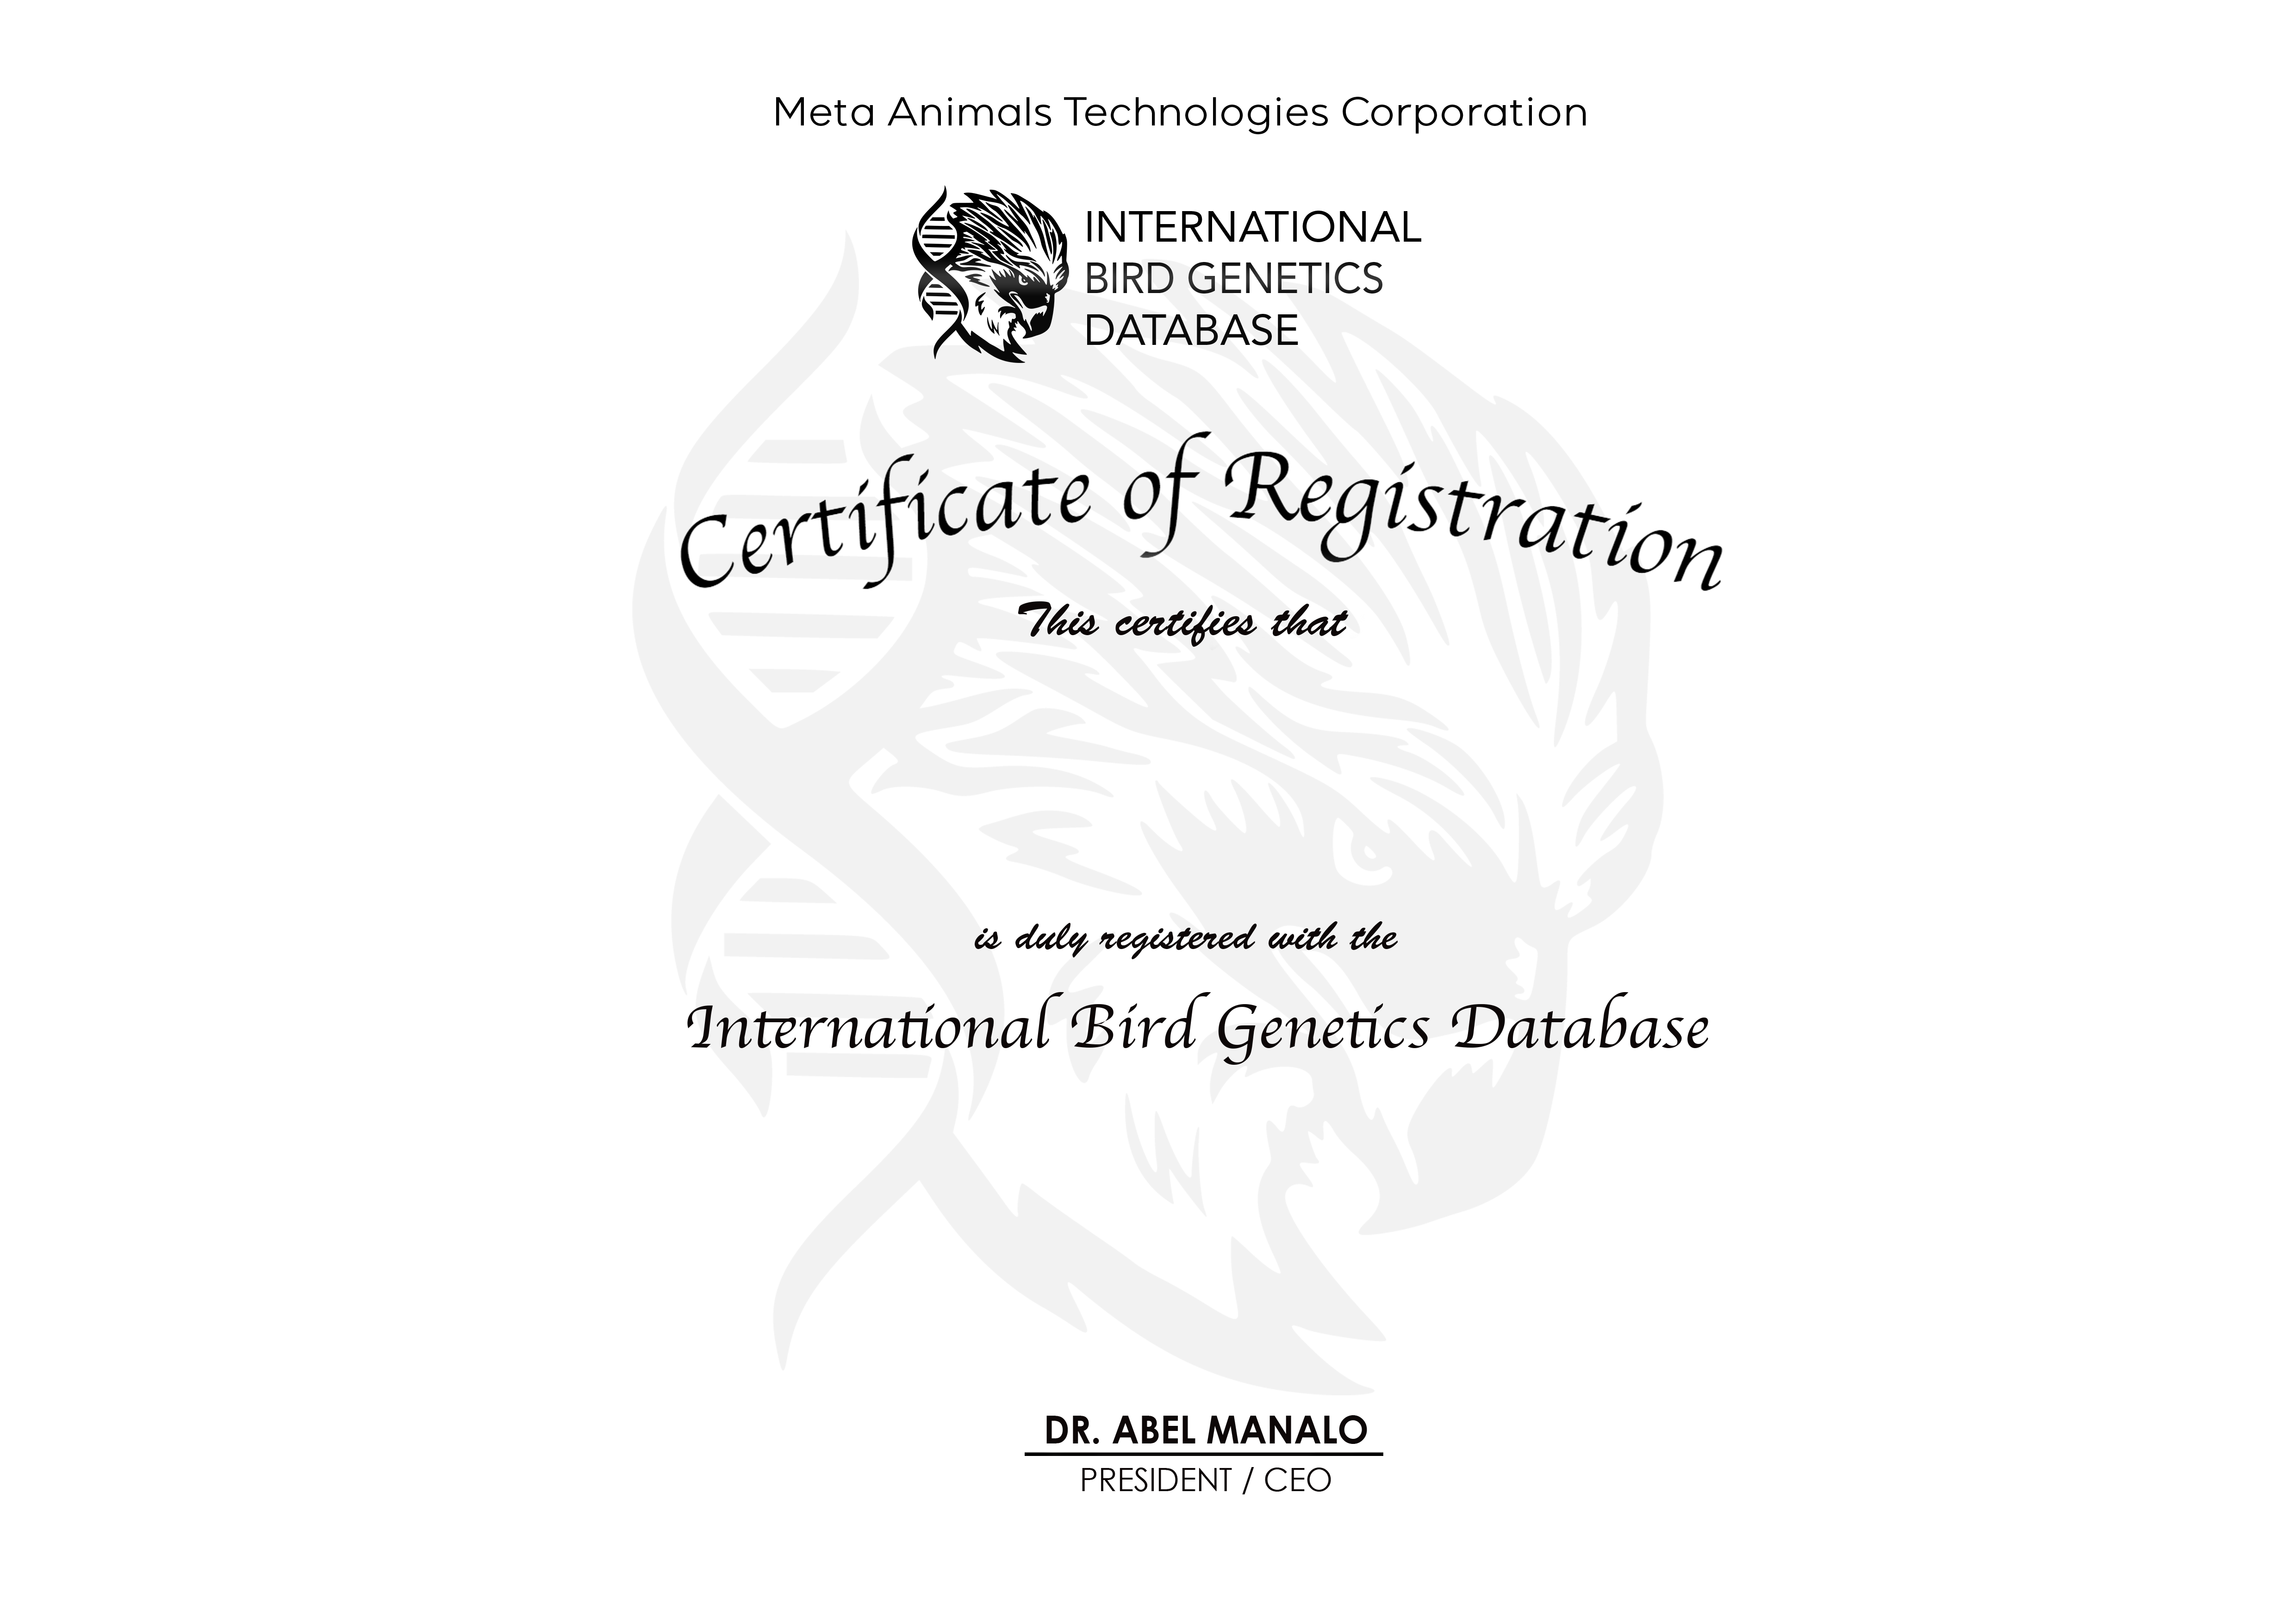 Meta Animals Technologies Corporation
INTERNATIONAL
BIRD GENETICS
DATABASE
Certificate of Registration
This certifies that
is duly registered with the
International Bird Genetics Database
DR. ABEL MANALO
PRESIDENT / CEO